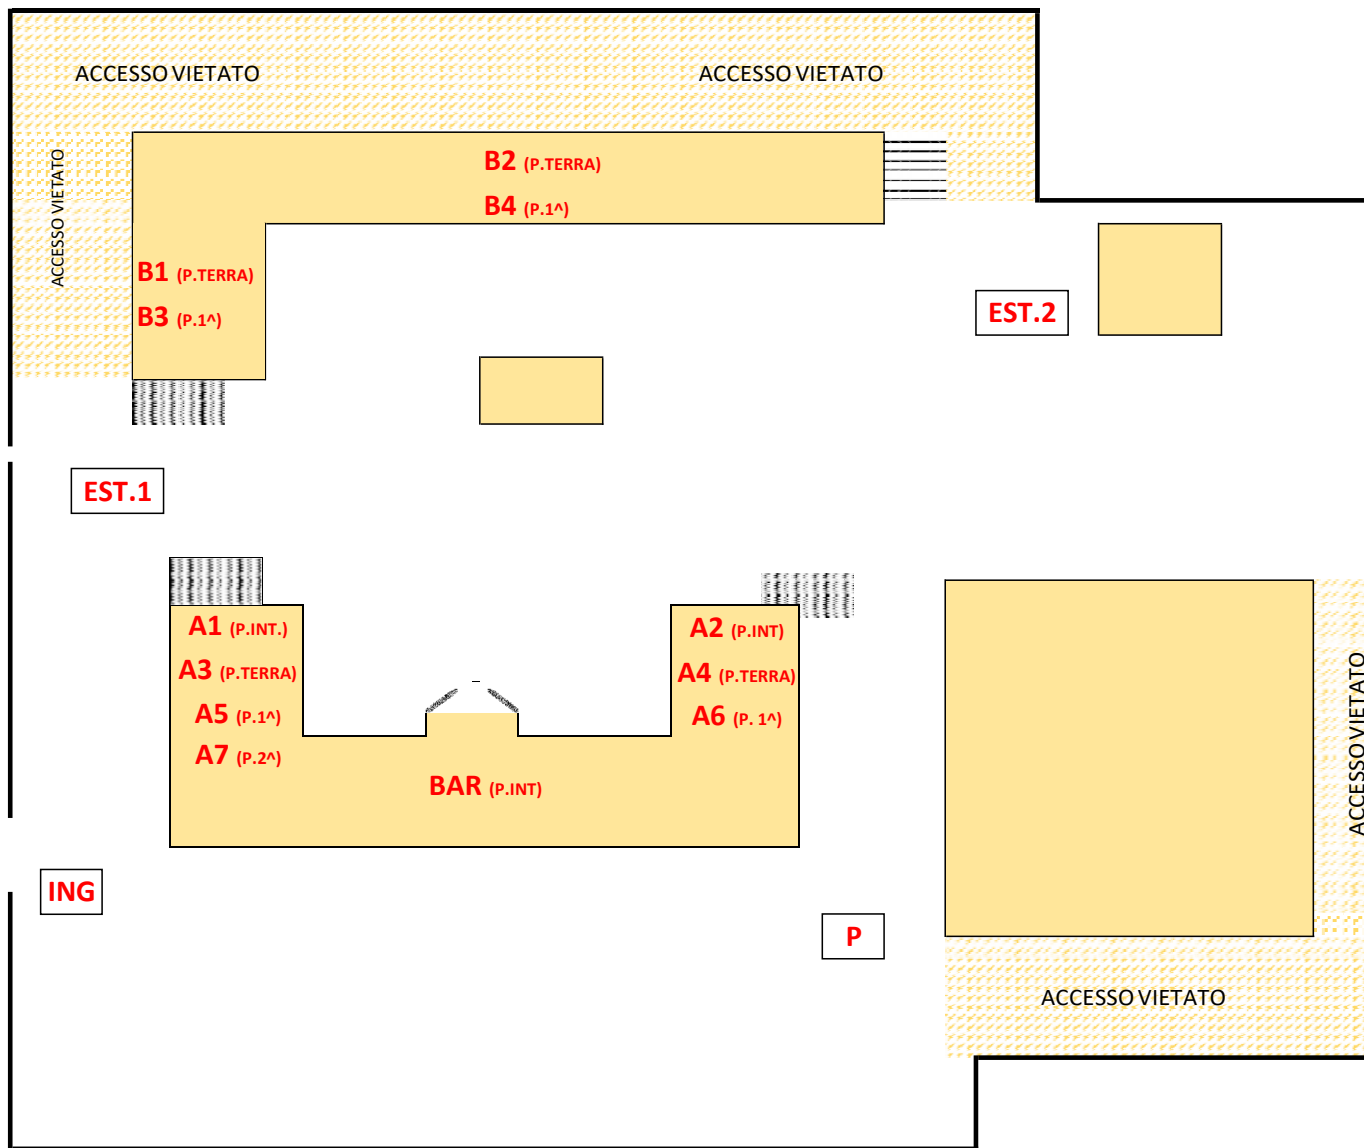 ACCESSO VIETATO
ACCESSO VIETATO
ACCESSO VIETATO
B2 (P.TERRA)
B4 (P.1^)
B1 (P.TERRA)
B3 (P.1^)
EST.2
EST.1
A1 (P.INT.)
A3 (P.TERRA)
A5 (P.1^)
A7 (P.2^)
A2 (P.INT)
A4 (P.TERRA)
A6 (P. 1^)
BAR (P.INT)
ACCESSO VIETATO
ING
P
ACCESSO VIETATO